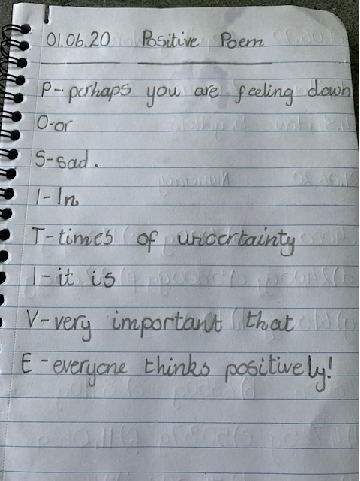 01.06.20 Positive Poem
P-perhaps you are feeling down
O-or
S-sad.
I-In
T-times of uncertainty
I-it is
V-very important that
E-everyone thinks positively!